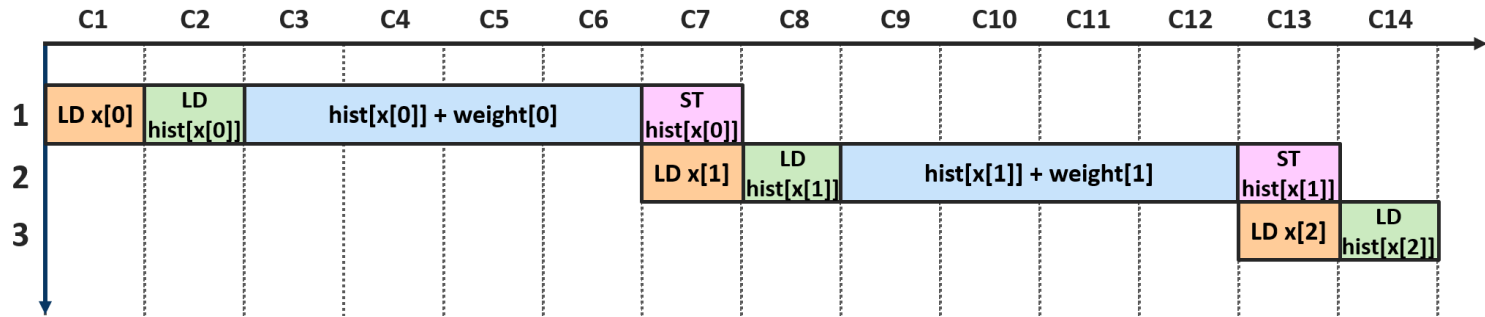 C1 C2 C3 C4 C5 C6 C7 C8 C9 C10 C11 C12 C13 C14
1
LD x[0]
LD
hist[x[0]]
hist[x[0]] + weight[0]
ST
hist[x[0]]
2
LD x[1]
LD
hist[x[1]]
hist[x[1]] + weight[1]
ST
hist[x[1]]
3
LD x[2]
LD
hist[x[2]]